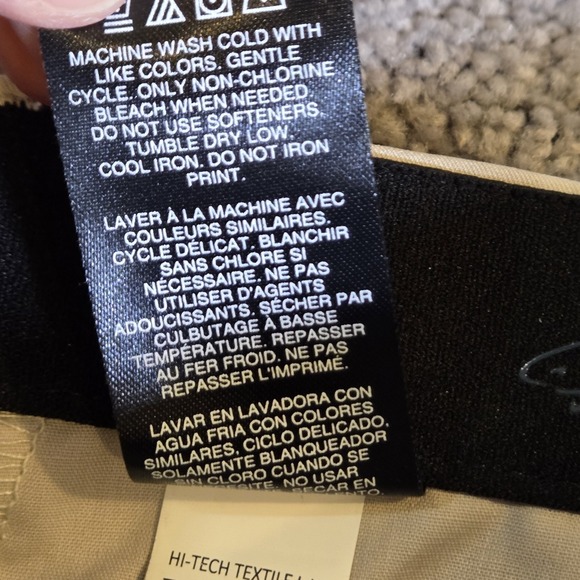 MACHINE WASH COLD WITH
LIKE COLORS. GENTLE
CYCLE. ONLY NON-CHLORINE
BLEACH WHEN NEEDED
DO NOT USE SOFTENERS.
TUMBLE DRY LOW.
COOL IRON. DO NOT IRON
PRINT.
LAVER À LA MACHINE AVEC
COULEURS SIMILAIRES.
CYCLE DÉLICAT. BLANCHIR
SANS CHLORE SI
NÉCESSAIRE. NE PAS
UTILISER D'AGENTS
ADOUCISSANTS. SÉCHER PAR
CULBUTAGE À BASSE
TEMPÉRATURE. REPASSER
AU FER FROID. NE PAS
REPASSER L'IMPRIMÉ.
LAVAR EN LAVADORA CON
AGUA FRIA CON COLORES
SIMILARES, CICLO DELICADO.
SOLAMENTE BLANQUEADOR
SIN CLORO CUANDO SE
NO USAR
SECAR EN
HI-TECH TEXTILE